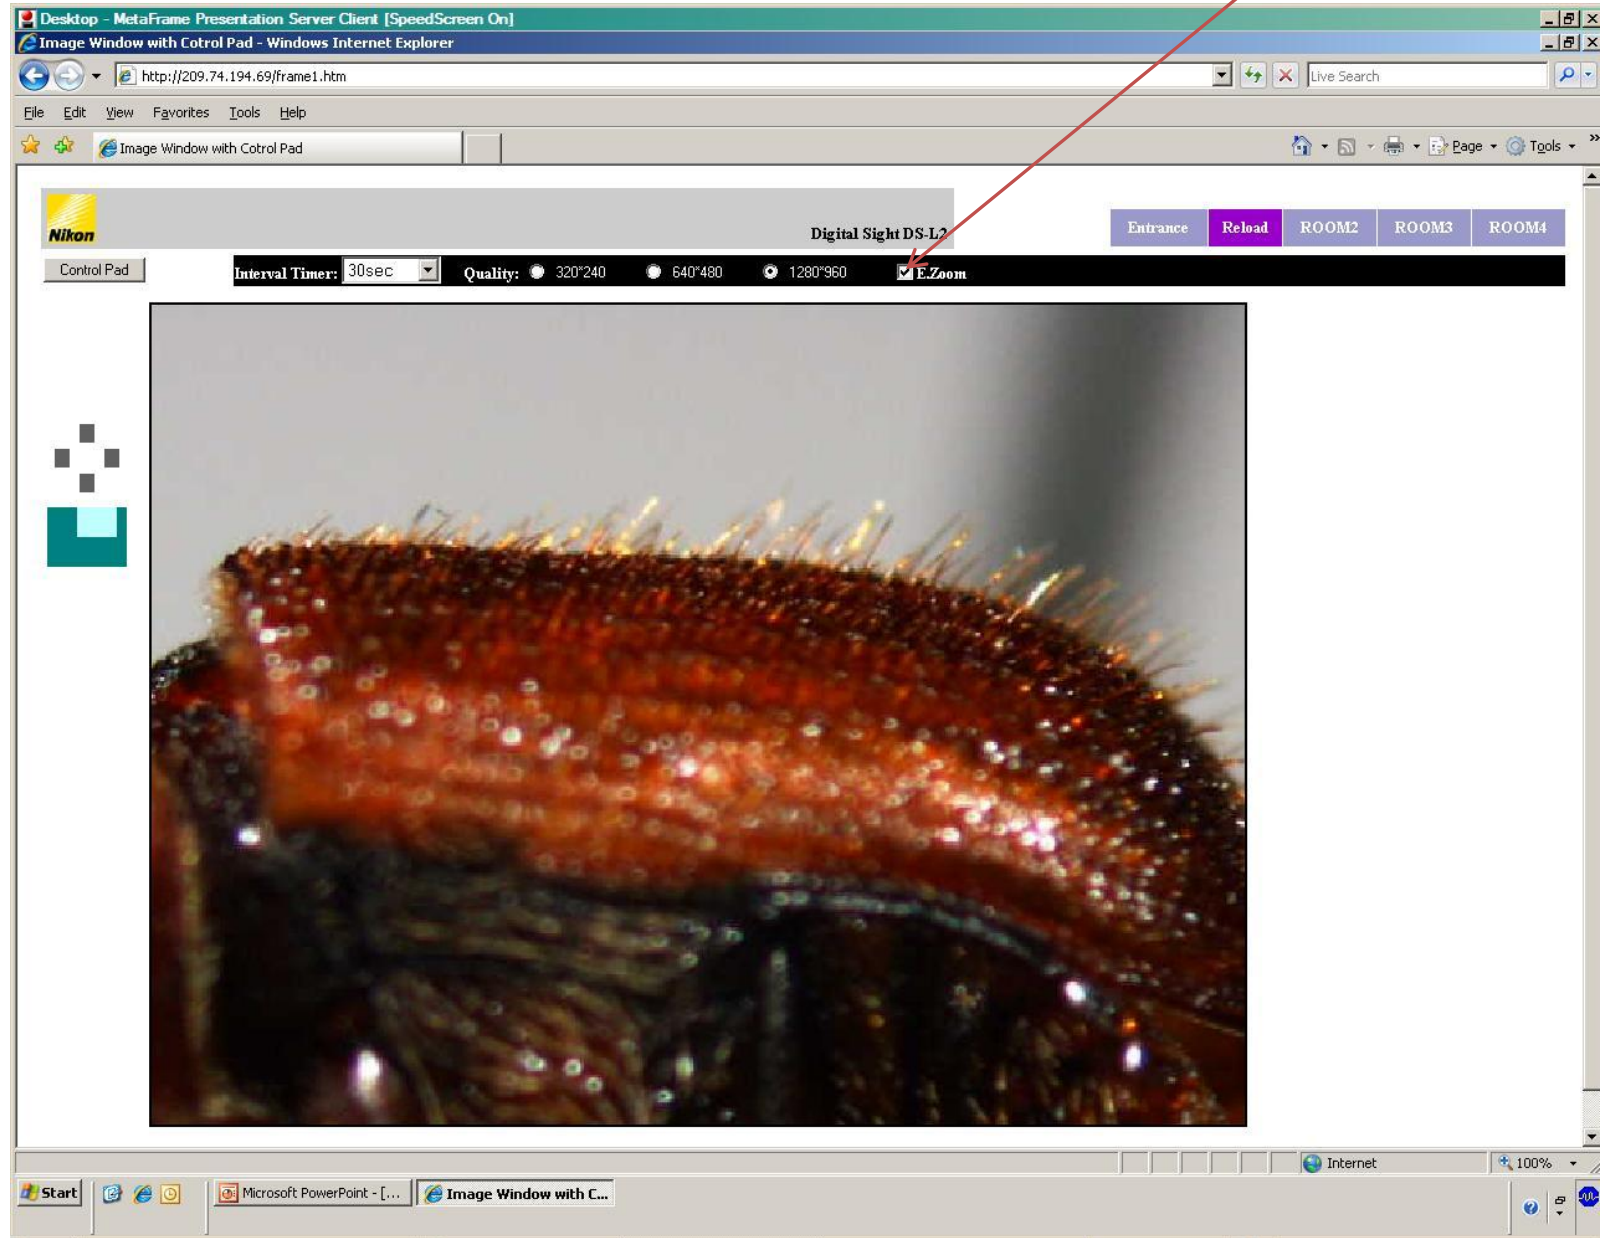 Desktop - MetaFrame Presentation Server Client [SpeedScreen On]
Image Window with Cotrol Pad - Windows Internet Explorer
http://209.74.194.69/frame1.htm
Live Search
File Edit View Favorites Tools Help
Image Window with Cotrol Pad
Page Tools
Nikon
Digital Sight DS-L2
Entrance Reload ROOM2 ROOM3 ROOM4
Control Pad
Interval Timer: 30sec Quality: 320*240 640*480 1280*960 E.Zoom
Internet
100%
Start
Microsoft PowerPoint - [...
Image Window with C...